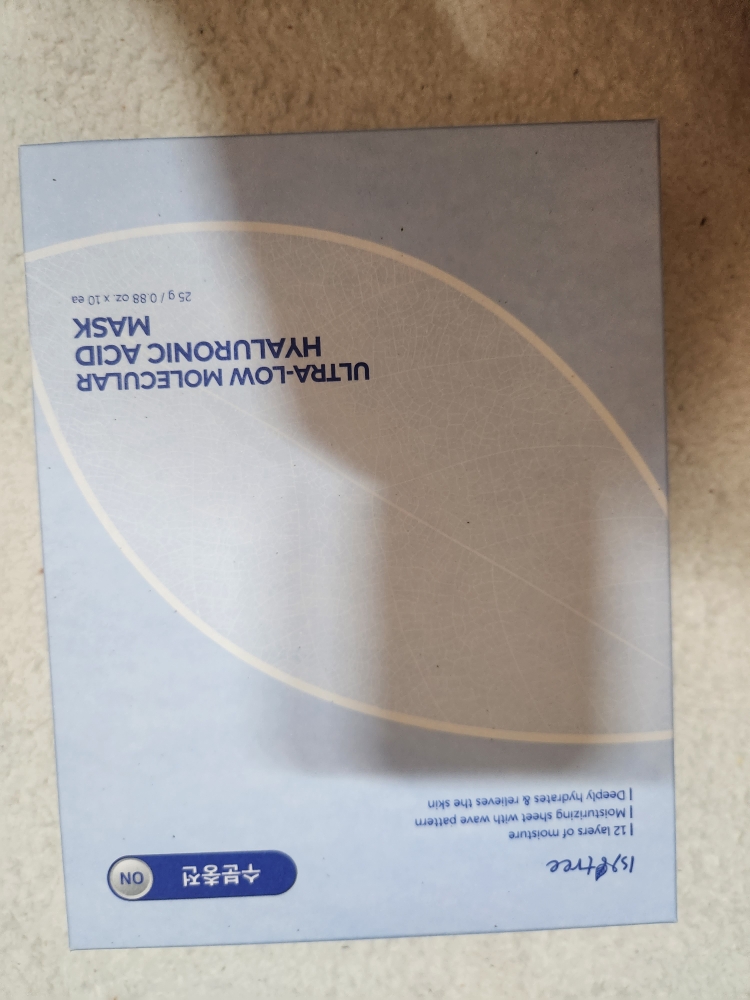 Isntree
12 layers of moisture
Moisturizing sheet with wave pattern
Deeply hydrates & relieves the skin
수분충전
ON
ULTRA-LOW MOLECULAR
HYALURONIC ACID
MASK
25 g / 0.88 oz. x 10 ea